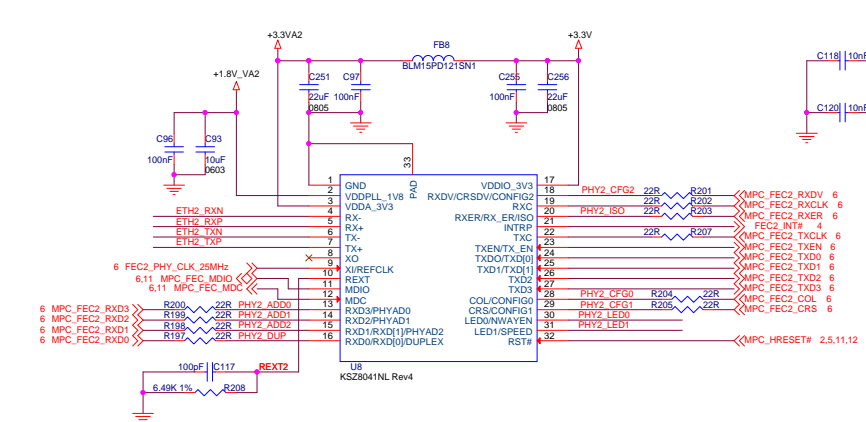 +3.3VA2
+3.3V
FB8
BLM15PD121SN1
C118 10nF
+1.8V_VA2
C251
22uF
0805
C97
100nF
C255
100nF
C256
22uF
0805
C120 10nF
C96
100nF
C93
10uF
0603
33
PAD
1 GND
2 VDDPLL_1V8
3 VDDA_3V3
ETH2_RXN 4 RX-
ETH2_RXP 5 RX+
ETH2_TXN 6 TX-
ETH2_TXP 7 TX+
8 XO
6 FEC2_PHY_CLK_25MHz 9 XI/REFCLK
10 REXT
6,11 MPC_FEC_MDIO 11 MDIO
6,11 MPC_FEC_MDC 12 MDC
6 MPC_FEC2_RXD3 R200 22R PHY2_ADD0 13 RXD3/PHYAD0
6 MPC_FEC2_RXD2 R199 22R PHY2_ADD1 14 RXD2/PHYAD1
6 MPC_FEC2_RXD1 R198 22R PHY2_ADD2 15 RXD1/RXD[1]/PHYAD2
6 MPC_FEC2_RXD0 R197 22R PHY2_DUP 16 RXD0/RXD[0]/DUPLEX
VDDIO_3V3 17
RXDV/CRSDV/CONFIG2 18 PHY2_CFG2 22R R201 MPC_FEC2_RXDV 6
RXC 19 22R R202 MPC_FEC2_RXCLK 6
RXER/RX_ER/ISO 20 PHY2_ISO 22R R203 MPC_FEC2_RXER 6
INTRP 21 FEC2_INT# 4
TXC 22 22R R207 MPC_FEC2_TXCLK 6
TXEN/TX_EN 23 MPC_FEC2_TXEN 6
TXDO/TXD[0] 24 MPC_FEC2_TXD0 6
TXD1/TXD[1] 25 MPC_FEC2_TXD1 6
TXD2 26 MPC_FEC2_TXD2 6
TXD3 27 MPC_FEC2_TXD3 6
COL/CONFIG0 28 PHY2_CFG0 R204 22R MPC_FEC2_COL 6
CRS/CONFIG1 29 PHY2_CFG1 R205 22R MPC_FEC2_CRS 6
LED0/NWAYEN 30 PHY2_LED0
LED1/SPEED 31 PHY2_LED1
RST# 32 MPC_HRESET# 2,5,11,12
U8
KSZ8041NL Rev4
100pF C117 REXT2
6.49K 1% R208